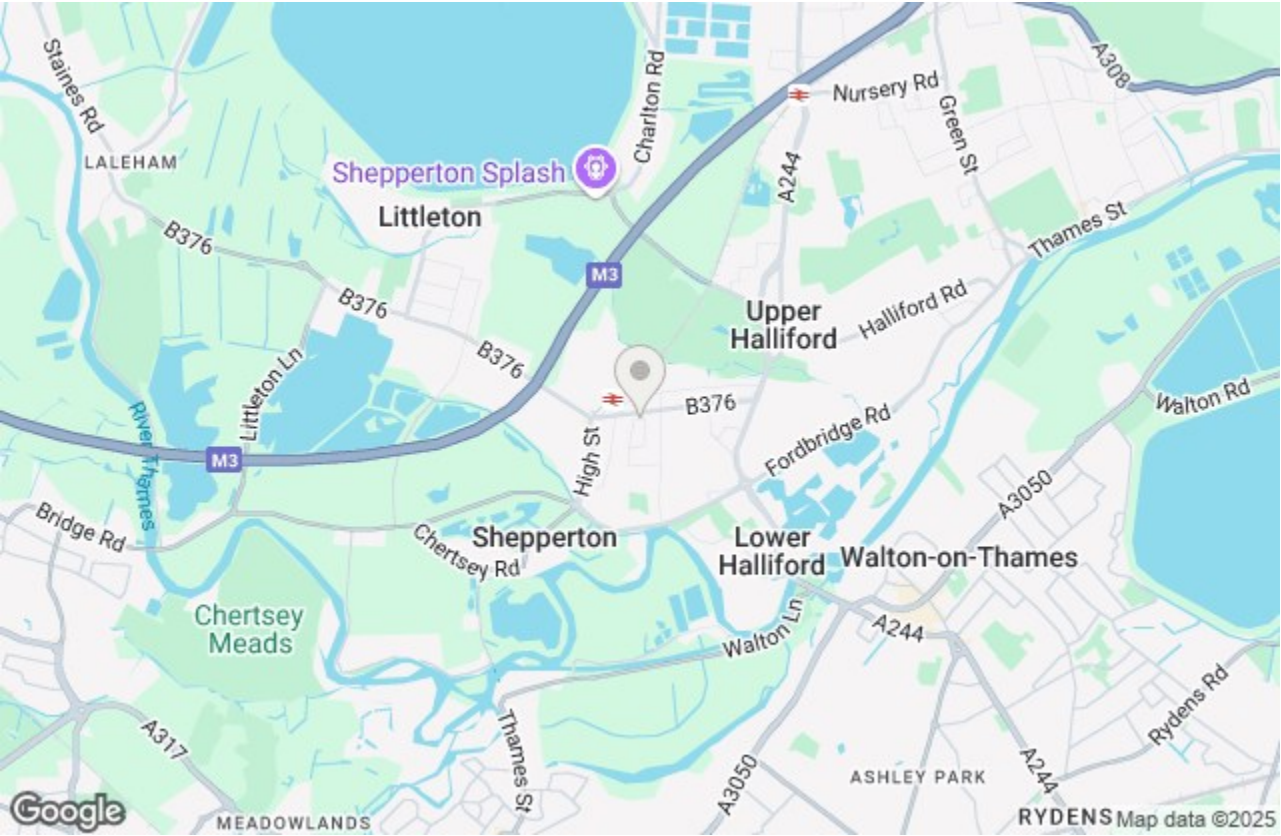 Staines Rd
LALEHAM
Charlton Rd
A308
Nursery Rd
Green St
Shepperton Splash
Littleton
A244
Thames St
B376
M3
B376
Upper
Halliford
Halliford Rd
B376
Littleton Ln
B376
Walton Rd
River Thames
High St
Fordbridge Rd
M3
A3050
Bridge Rd
Chertsey Rd
Shepperton
Lower
Halliford
Walton-on-Thames
Chertsey
Meads
Walton Ln
A244
A317
Thames St
Rydens Rd
A3050
ASHLEY PARK
A244
Google
MEADOWLANDS
RYDENS
Map data ©2025